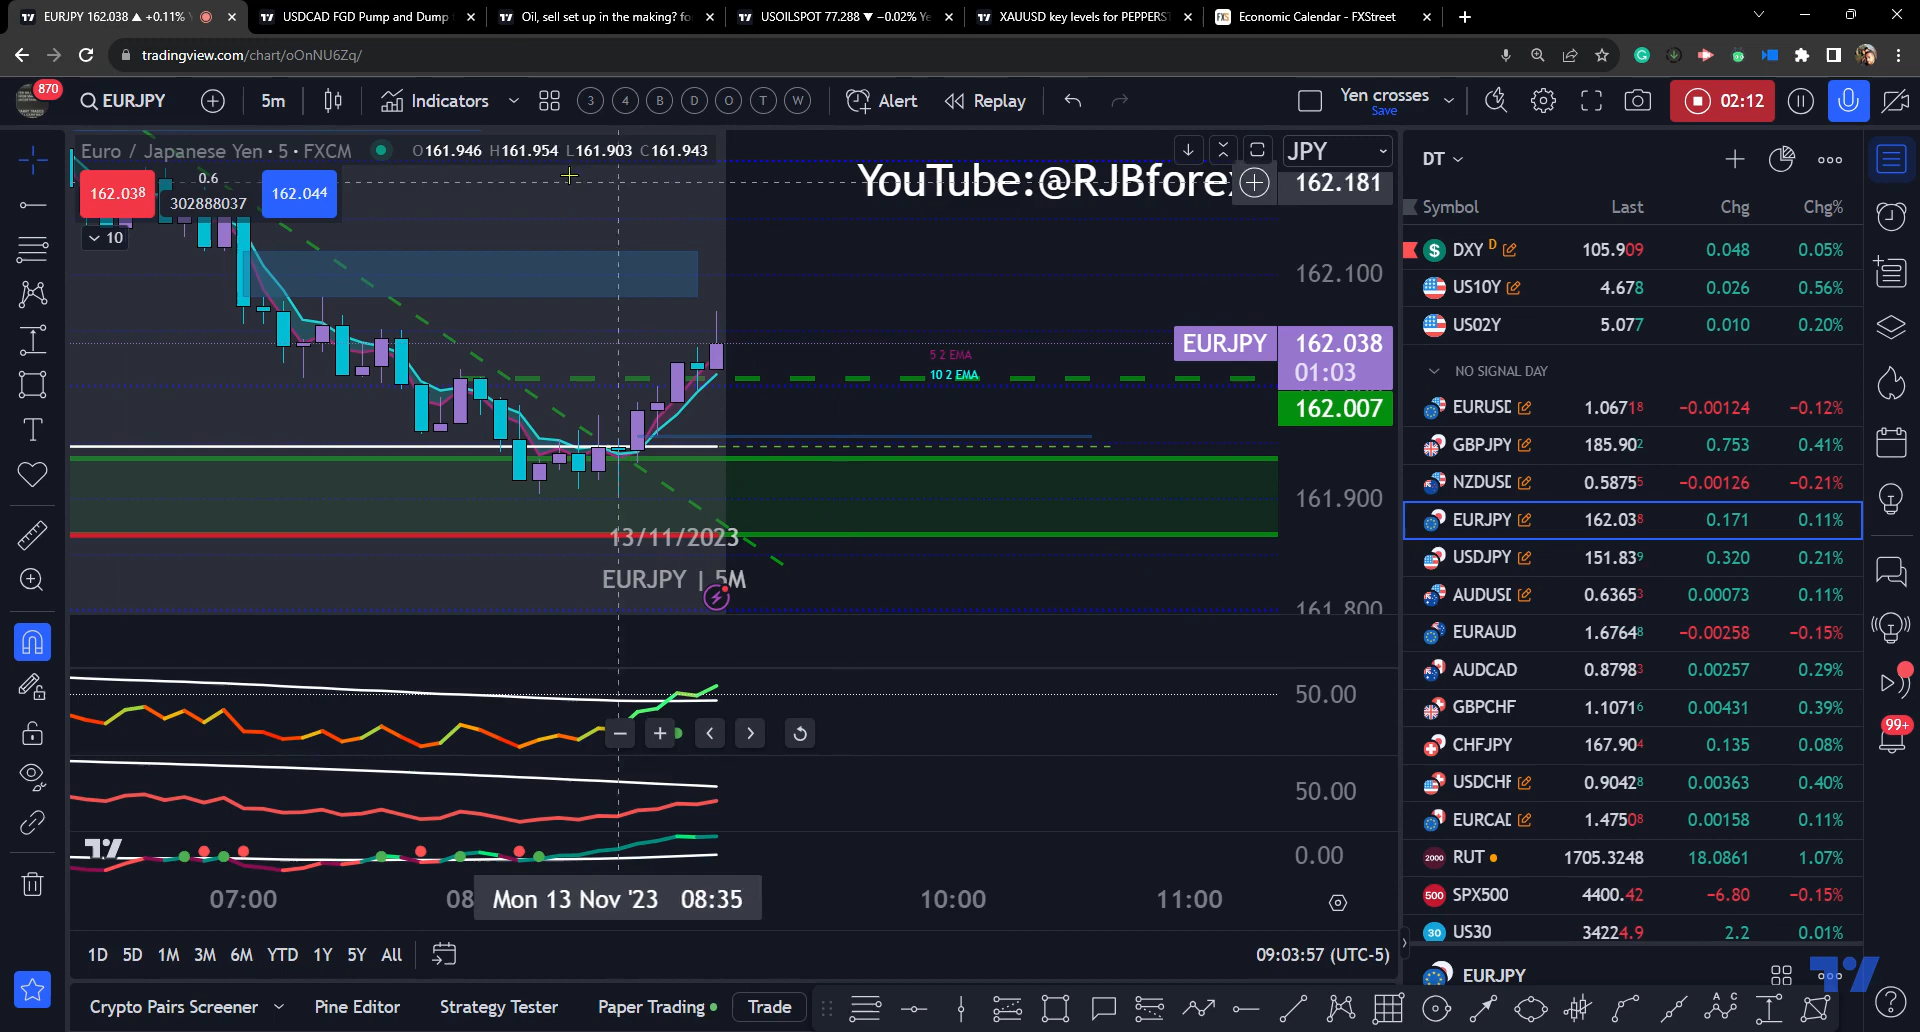 EURJPY 162.038 ▲ +0.11%
USDCAD FGD Pump and Dump
Oil, sell set up in the making? fo
USOILSPOT 77.288 ▼ −0.02% Ye
XAUUSD key levels for PEPPERS
Economic Calendar - FXStreet
tradingview.com/chart/oOnNU6Zq/
870
EURJPY
5m
Indicators
3
4
B
D
O
T
W
Alert
Replay
Yen crosses
Save
02:12
Euro / Japanese Yen • 5 • FXCM
O161.946 H161.954 L161.903 C161.943
162.038
0.6
302888037
162.044
10
YouTube:@RJBfore
JPY
162.181
162.100
EURJPY
162.038
01:03
162.007
5 2 EMA
10 2 EMA
161.900
13/11/2023
EURJPY | 5M
161.800
50.00
50.00
0.00
07:00
08
Mon 13 Nov '23 08:35
10:00
11:00
1D 5D 1M 3M 6M YTD 1Y 5Y All
09:03:57 (UTC-5)
Crypto Pairs Screener
Pine Editor
Strategy Tester
Paper Trading
Trade
DT
Symbol Last Chg Chg%
DXY D 105.909 0.048 0.05%
US10Y 4.678 0.026 0.56%
US02Y 5.077 0.010 0.20%
NO SIGNAL DAY
EURUSD 1.06718 −0.00124 −0.12%
GBPJPY 185.902 0.753 0.41%
NZDUSD 0.58755 −0.00126 −0.21%
EURJPY 162.038 0.171 0.11%
USDJPY 151.839 0.320 0.21%
AUDUSD 0.63653 0.00073 0.11%
EURAUD 1.67648 −0.00258 −0.15%
AUDCAD 0.87983 0.00257 0.29%
GBPCHF 1.10716 0.00431 0.39%
CHFJPY 167.904 0.135 0.08%
USDCHF 0.90428 0.00363 0.40%
EURCAD 1.47508 0.00158 0.11%
2000 RUT 1705.3248 18.0861 1.07%
500 SPX500 4400.42 −6.80 −0.15%
30 US30 34224.9 2.2 0.01%
EURJPY
99+